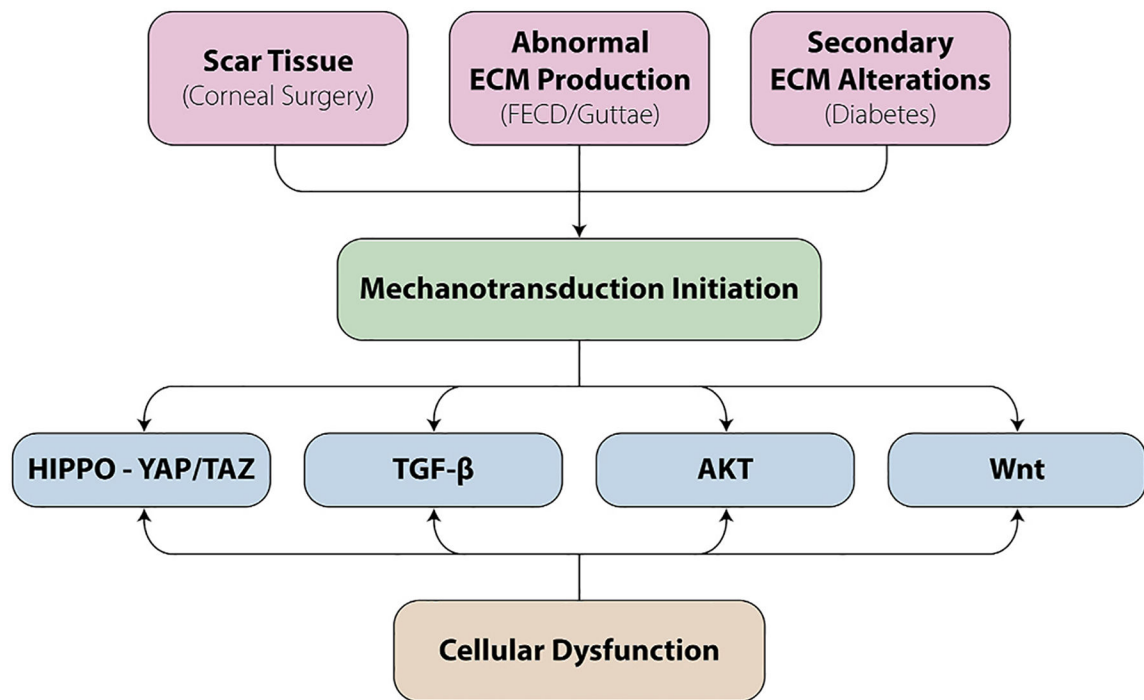 Scar Tissue
(Corneal Surgery)
Abnormal
ECM Production
(FECD/Guttae)
Secondary
ECM Alterations
(Diabetes)
Mechanotransduction Initiation
HIPPO - YAP/TAZ
TGF-β
AKT
Wnt
Cellular Dysfunction